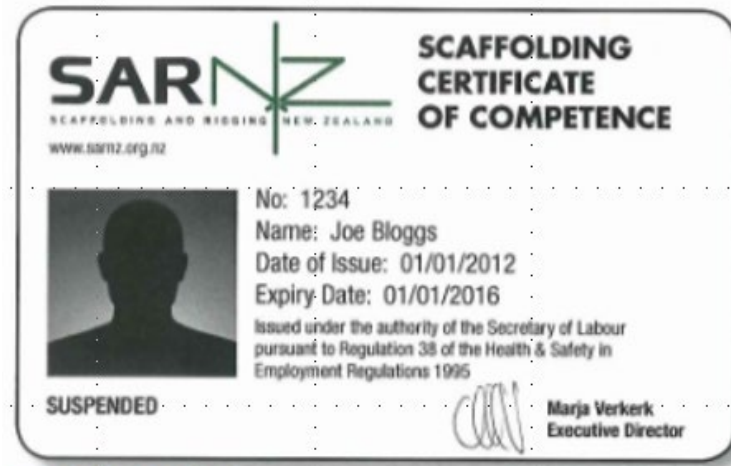 SARNZ
SCAFFOLDING AND RIGGING NEW ZEALAND
www.sarnz.org.nz
SCAFFOLDING
CERTIFICATE
OF COMPETENCE
No: 1234
Name: Joe Bloggs
Date of Issue: 01/01/2012
Expiry Date: 01/01/2016
Issued under the authority of the Secretary of Labour
pursuant to Regulation 38 of the Health & Safety in
Employment Regulations 1995
SUSPENDED
Marja Verkerk
Executive Director